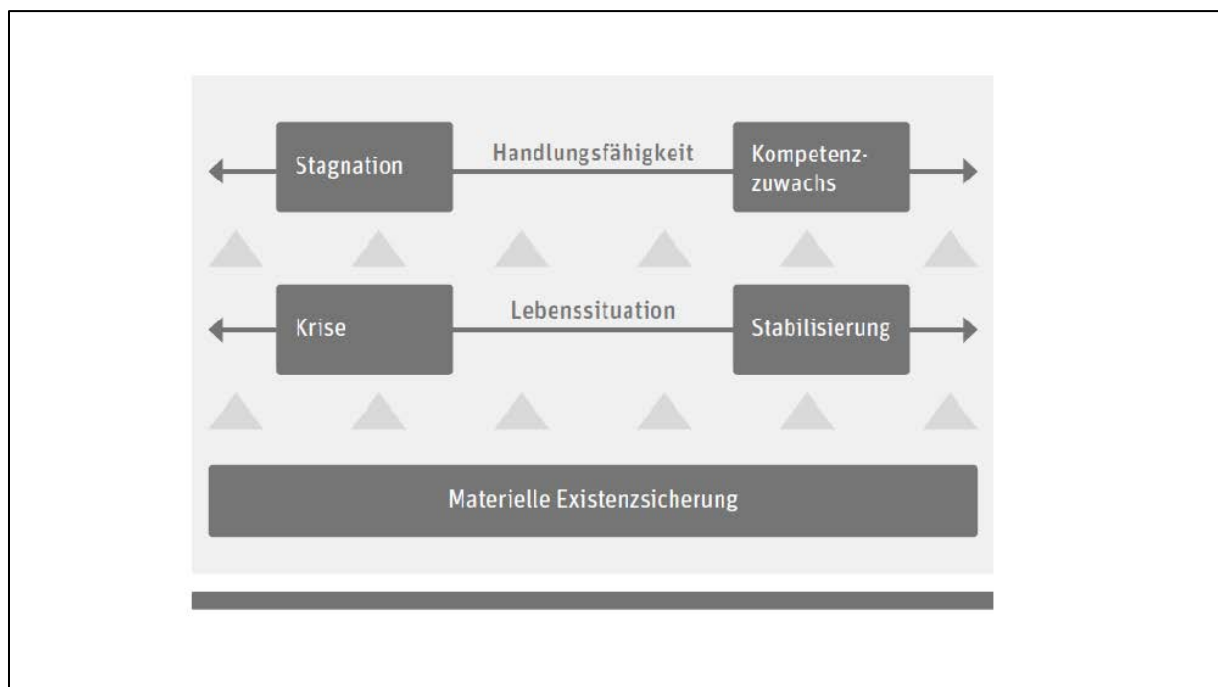 Handlungsfähigkeit
Stagnation
Kompetenz-
zuwachs
Lebenssituation
Krise
Stabilisierung
Materielle Existenzsicherung